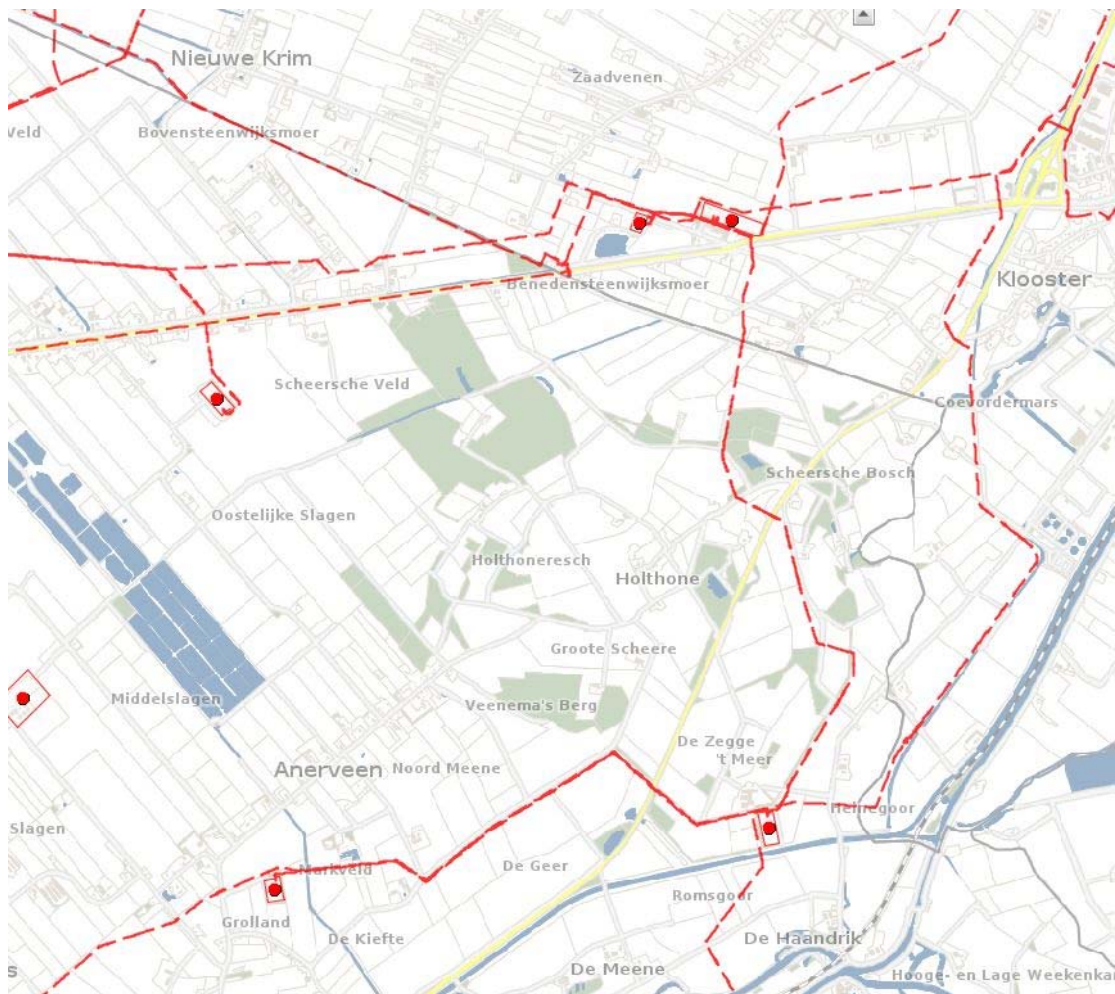 Nieuwe Krim
Zaadvenen
Veld
Bovensteenwijksmoer
Klooster
Benedensteenwijksmoer
Scheersche Veld
Coevordermars
Scheersche Bosch
Oostelijke Slagen
Holthoneresch
Holthone
Groote Scheere
Middelslagen
Veenema's Berg
De Zegge
't Meer
Anerveen
Noord Meene
Heinegoor
Slagen
Markveld
De Geer
Romsgoor
Grolland
De Kiefte
De Haandrik
De Meene
s
Hooge- en Lage Weekenka